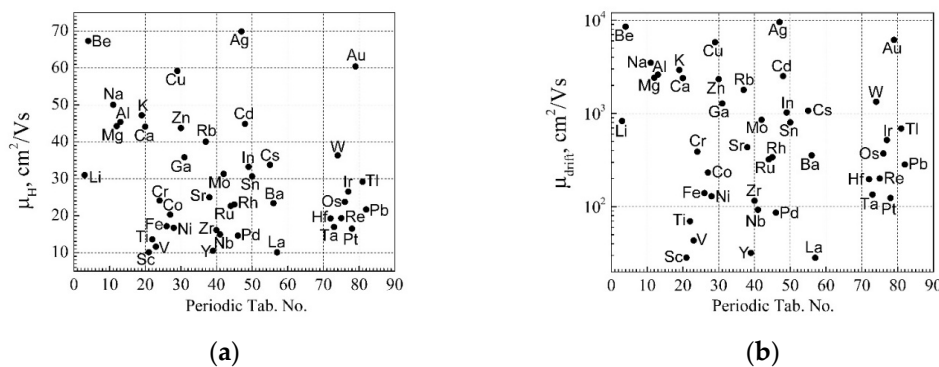 70
60
50
40
30
20
10
μH, cm²/Vs
Be
Ag
Au
Cu
Na
Al
K
Mg
Ca
Zn
Cd
Rb
Ga
W
Li
In
Cs
Mo
Sn
Ir
Tl
Cr
Sr
Rh
Ba
Os
Co
Ru
Pb
Fe
Ni
Hf
Re
Ti
V
Zr
Nb
Pd
Ta
Pt
Sc
Y
La
0 10 20 30 40 50 60 70 80 90
Periodic Tab. No.
(a)
10⁴
10³
10²
μdrift, cm²/Vs
Be
Ag
Cu
Au
Na
Al
K
Mg
Ca
Zn
Rb
Cd
Ga
W
Li
In
Cs
Mo
Sn
Ir
Tl
Cr
Sr
Rh
Ru
Os
Ba
Co
Pb
Fe
Ni
Zr
Hf
Re
Ti
Nb
Pd
Ta
Pt
V
Sc
Y
La
0 10 20 30 40 50 60 70 80 90
Periodic Tab. No.
(b)